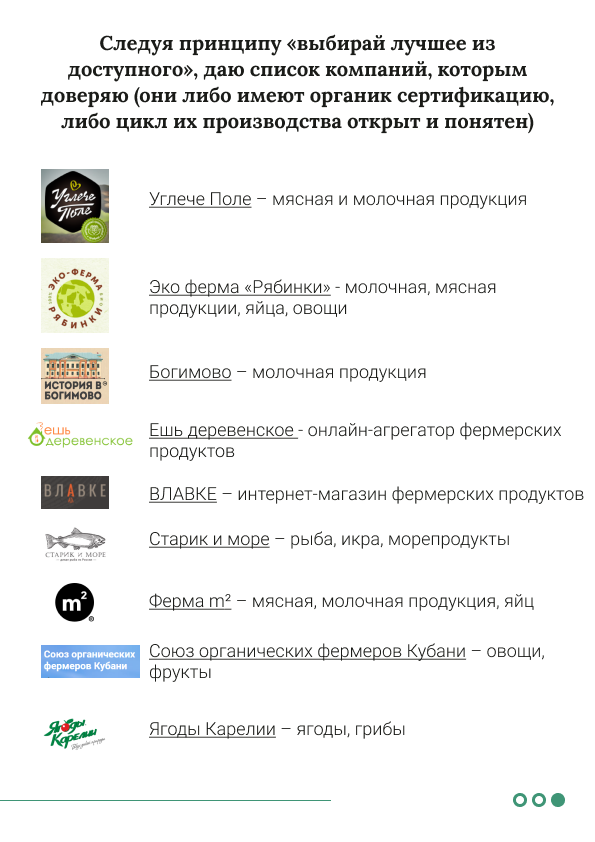 Следуя принципу «выбирай лучшее из
доступного», даю список компаний, которым
доверяю (они либо имеют органик сертификацию,
либо цикл их производства открыт и понятен)
Углече
Поле
Углече Поле – мясная и молочная продукция
ЭКО-ФЕРМА
РЯБИНКИ
Эко ферма «Рябинки» - молочная, мясная
продукции, яйца, овощи
ИСТОРИЯ В
БОГИМОВО
Богимово – молочная продукция
ешь
деревенское
Ешь деревенское - онлайн-агрегатор фермерских
продуктов
ВЛАВКЕ
ВЛАВКЕ – интернет-магазин фермерских продуктов
СТАРИК и МОРЕ
Старик и море – рыба, икра, морепродукты
m²
Ферма m² – мясная, молочная продукция, яйц
Союз органических
фермеров Кубани
Союз органических фермеров Кубани – овощи,
фрукты
Ягоды
Карелии
Ягоды Карелии – ягоды, грибы